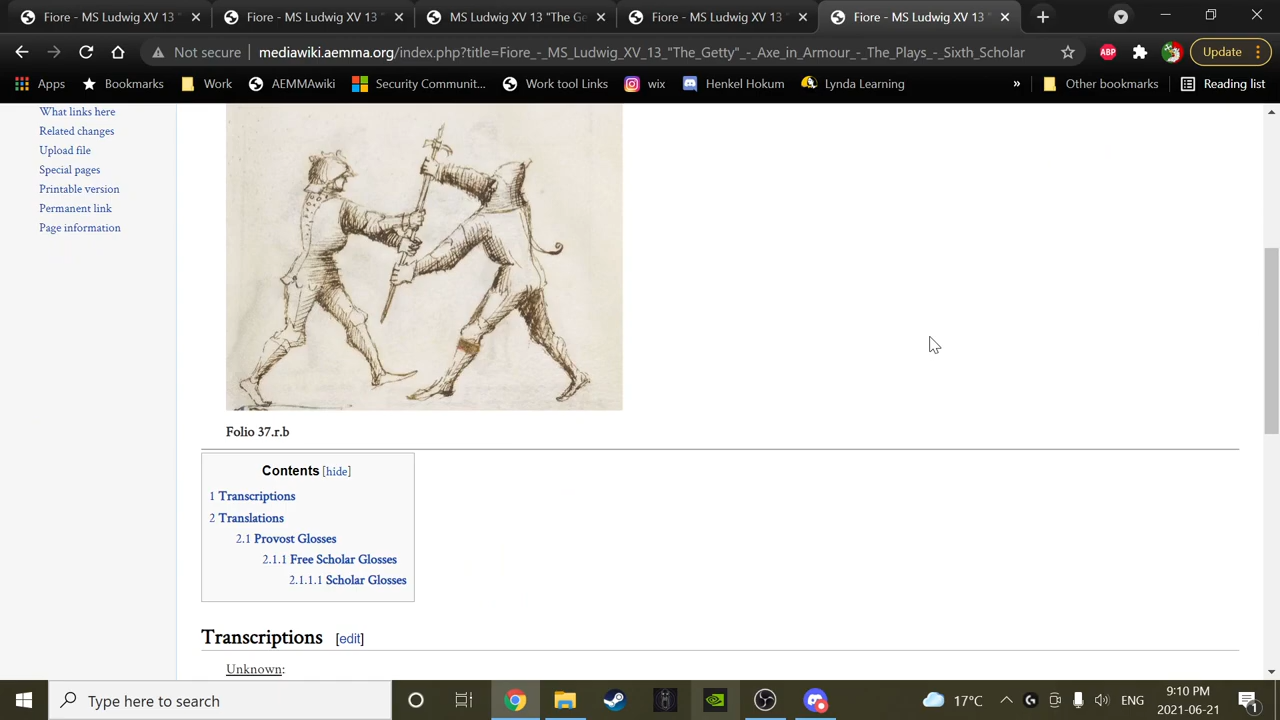 Fiore - MS Ludwig XV 13 "
Fiore - MS Ludwig XV 13 "
MS Ludwig XV 13 "The Ge
Fiore - MS Ludwig XV 13 "
Fiore - MS Ludwig XV 13 "
Not secure mediawiki.aemma.org/index.php?title=Fiore_-_MS_Ludwig_XV_13_"The_Getty"_-_Axe_in_Armour_-_The_Plays_-_Sixth_Scholar
ABP
Update
Apps Bookmarks Work AEMMAwiki Security Communit... Work tool Links wix Henkel Hokum Lynda Learning » Other bookmarks Reading list
What links here
Related changes
Upload file
Special pages
Printable version
Permanent link
Page information
Folio 37.r.b
Contents [hide]
1 Transcriptions
2 Translations
2.1 Provost Glosses
2.1.1 Free Scholar Glosses
2.1.1.1 Scholar Glosses
Transcriptions [edit]
Unknown:
Type here to search
17°C
ENG
9:10 PM
2021-06-21
1